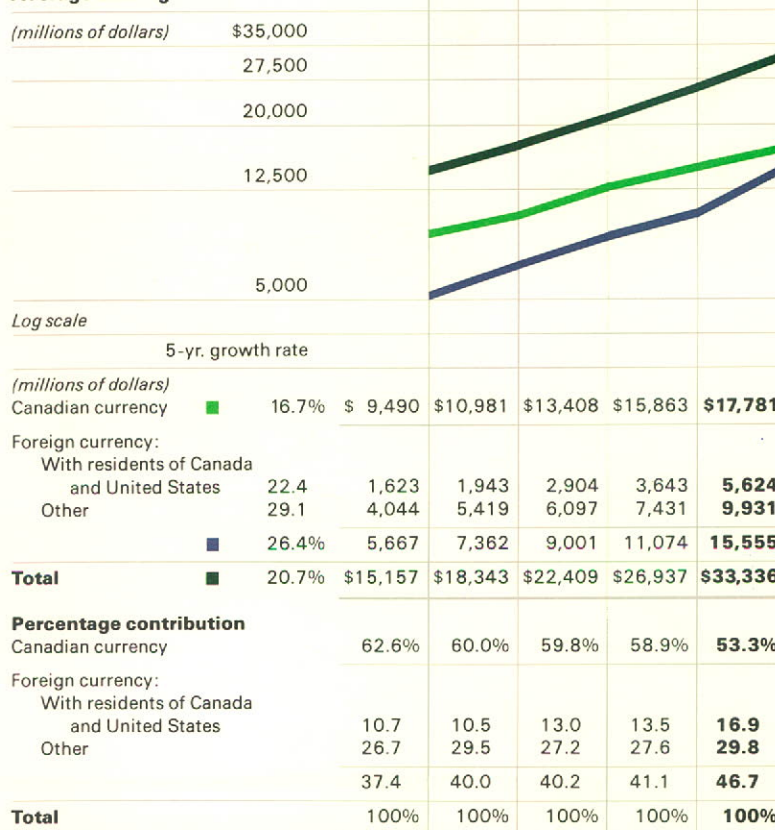 (millions of dollars) $35,000
27,500
20,000
12,500
5,000
Log scale
5-yr. growth rate
(millions of dollars)
Canadian currency 16.7% $ 9,490 $10,981 $13,408 $15,863 $17,781
Foreign currency:
With residents of Canada
and United States 22.4 1,623 1,943 2,904 3,643 5,624
Other 29.1 4,044 5,419 6,097 7,431 9,931
26.4% 5,667 7,362 9,001 11,074 15,555
Total 20.7% $15,157 $18,343 $22,409 $26,937 $33,336
Percentage contribution
Canadian currency 62.6% 60.0% 59.8% 58.9% 53.3%
Foreign currency:
With residents of Canada
and United States 10.7 10.5 13.0 13.5 16.9
Other 26.7 29.5 27.2 27.6 29.8
37.4 40.0 40.2 41.1 46.7
Total 100% 100% 100% 100% 100%